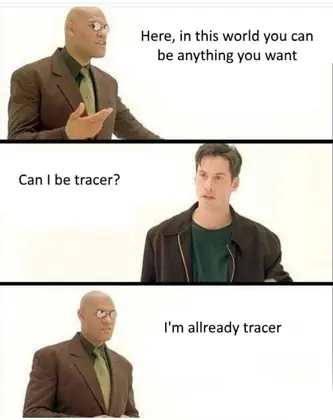 Here, in this world you can
be anything you want
Can I be tracer?
I'm allready tracer